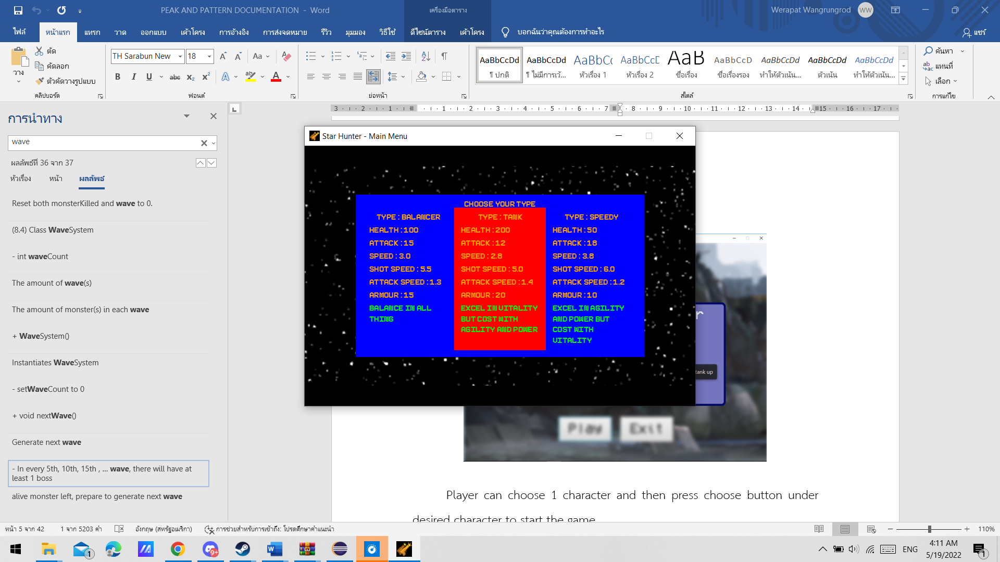 PEAK AND PATTERN DOCUMENTATION - Word
เครื่องมือตาราง
Werapat Wangrungrod
WW
ไฟล์ หน้าแรก แทรก วาด ออกแบบ เค้าโครง การอ้างอิง การส่งจดหมาย รีวิว มุมมอง วิธีใช้ ดีไซน์ตาราง เค้าโครง บอกฉันว่าคุณต้องการทำอะไร แชร์
วาง
ตัด
คัดลอก
ตัวคัดวางรูปแบบ
คลิปบอร์ด
TH Sarabun New 18
ฟอนต์
ย่อหน้า
AaBbCcDd AaBbCcDd AaBbCc AaBbCcD AaB AaBbCcD AaBbCcDd AaBbCcDd AaBbCcDd
¶ ปกติ ¶ ไม่มีการเว้... หัวเรื่อง 1 หัวเรื่อง 2 ชื่อเรื่อง ชื่อเรื่องรอง ทำให้ตัวเน้น... ตัวเน้น ทำให้ตัวเน้น...
สไตล์
ค้นหา
แทนที่
เลือก
การแก้ไข
3 2 1 1 2 3 4 5 6 7 8 9 10 11 12 13 14 15 16 17
การนำทาง
wave
ผลลัพธ์ที่ 36 จาก 37
หัวเรื่อง หน้า ผลลัพธ์
Reset both monsterKilled and wave to 0.
(8.4) Class WaveSystem
- int waveCount
The amount of wave(s)
The amount of monster(s) in each wave
+ WaveSystem()
Instantiates WaveSystem
- setWaveCount to 0
+ void nextWave()
Generate next wave
- In every 5th, 10th, 15th , ... wave, there will have at
least 1 boss
alive monster left, prepare to generate next wave
Star Hunter - Main Menu
CHOOSE YOUR TYPE
TYPE : BALANCER
HEALTH : 100
ATTACK : 15
SPEED : 3.0
SHOT SPEED : 5.5
ATTACK SPEED : 1.3
ARMOUR : 15
BALANCE IN ALL
THING
TYPE : TANK
HEALTH : 200
ATTACK : 12
SPEED : 2.8
SHOT SPEED : 5.0
ATTACK SPEED : 1.4
ARMOUR : 20
EXCEL IN VITALITY
BUT COST WITH
AGILITY AND POWER
TYPE : SPEEDY
HEALTH : 50
ATTACK : 18
SPEED : 3.8
SHOT SPEED : 6.0
ATTACK SPEED : 1.2
ARMOUR : 10
EXCEL IN AGILITY
AND POWER BUT
COST WITH
VITALITY
tank up
Play Exit
Player can choose 1 character and then press choose button under
desired character to start the game
หน้า 5 จาก 42 1 จาก 5203 คำ อังกฤษ (สหรัฐอเมริกา) การช่วยสำหรับการเข้าถึง: โปรดศึกษาคำแนะนำ 110%
1
9+
ENG
4:11 AM
5/19/2022
1